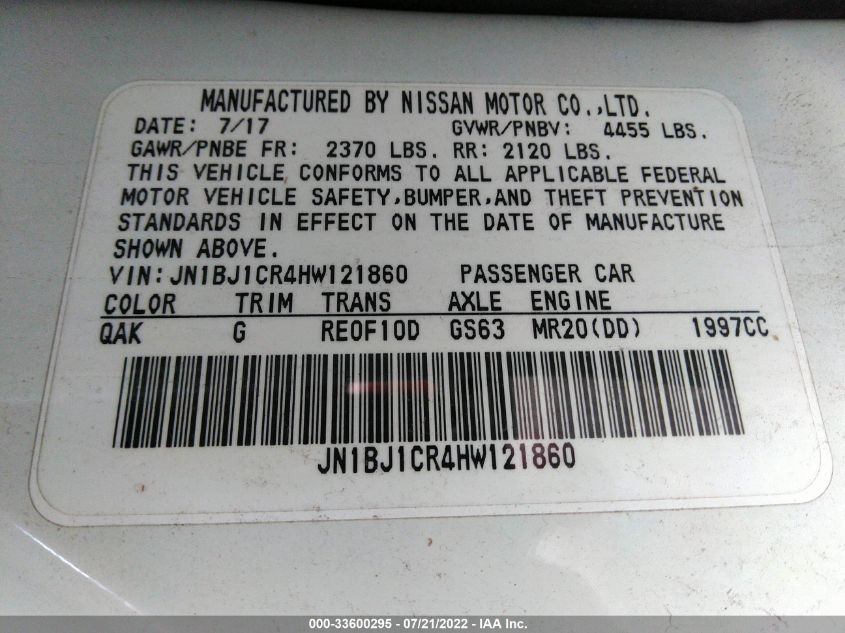 MANUFACTURED BY NISSAN MOTOR CO.,LTD.
DATE: 7/17 GVWR/PNBV: 4455 LBS.
GAWR/PNBE FR: 2370 LBS. RR: 2120 LBS.
THIS VEHICLE CONFORMS TO ALL APPLICABLE FEDERAL
MOTOR VEHICLE SAFETY,BUMPER,AND THEFT PREVENTION
STANDARDS IN EFFECT ON THE DATE OF MANUFACTURE
SHOWN ABOVE.
VIN:JN1BJ1CR4HW121860 PASSENGER CAR
COLOR TRIM TRANS AXLE ENGINE
QAK G RE0F10D GS63 MR20(DD) 1997CC
JN1BJ1CR4HW121860
000-33600295 - 07/21/2022 - IAA Inc.